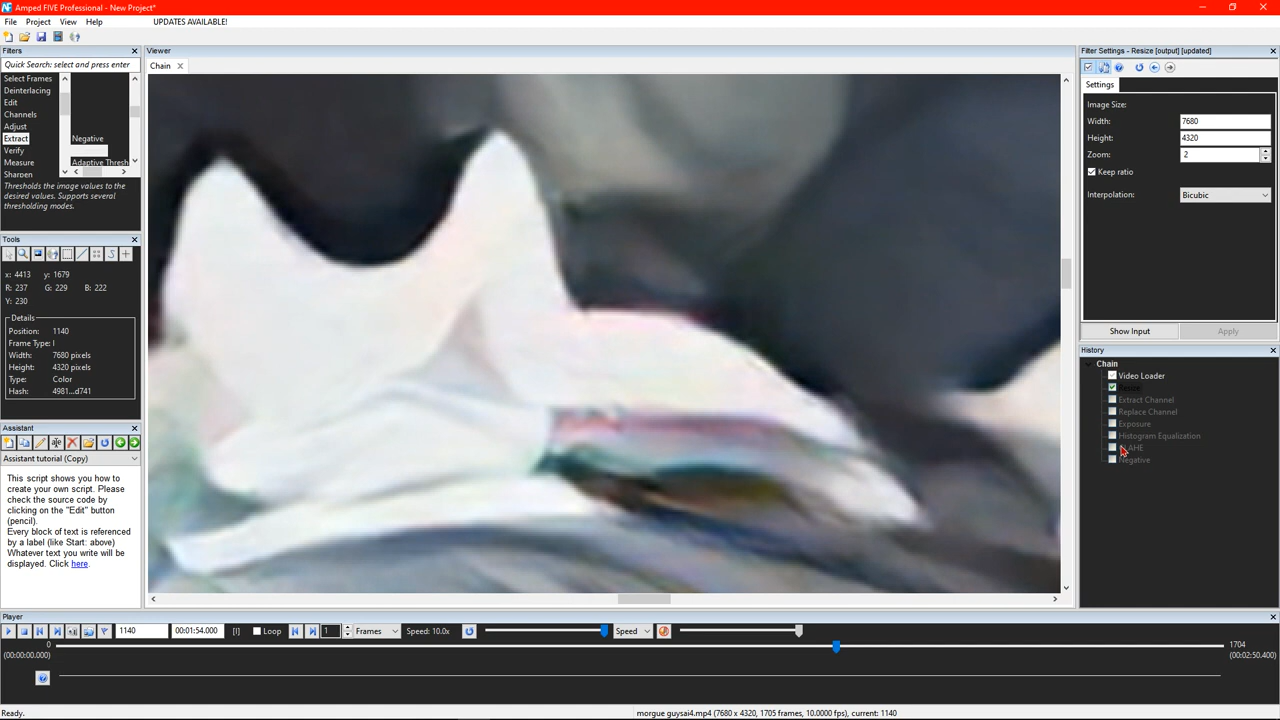 Amped FIVE Professional - New Project*
File Project View Help UPDATES AVAILABLE!
Filters
Quick Search: select and press enter
Select Frames
Deinterlacing
Edit
Channels
Adjust
Extract
Verify
Measure
Sharpen
Negative
Adaptive Thresh
Thresholds the image values to the
desired values. Supports several
thresholding modes.
Tools
x: 4413 y: 1679
R: 237 G: 229 B: 222
Y: 230
Details
Position: 1140
Frame Type: I
Width: 7680 pixels
Height: 4320 pixels
Type: Color
Hash: 4981...d741
Assistant
Assistant tutorial (Copy)
This script shows you how to
create your own script. Please
check the source code by
clicking on the "Edit" button
(pencil).
Every block of text is referenced
by a label (like Start: above)
Whatever text you write will be
displayed. Click here.
Viewer
Chain
Filter Settings - Resize [output] [updated]
Settings
Image Size:
Width: 7680
Height: 4320
Zoom: 2
Keep ratio
Interpolation: Bicubic
Show Input Apply
History
Chain
Video Loader
Resize
Extract Channel
Replace Channel
Exposure
Histogram Equalization
CLAHE
Negative
Player
1140 00:01:54.000 [I] Loop 1 Frames Speed: 10.0x Speed
0 1704
(00:00:00.000) (00:02:50.400)
Ready. morgue guysai4.mp4 (7680 x 4320, 1705 frames, 10.0000 fps), current: 1140